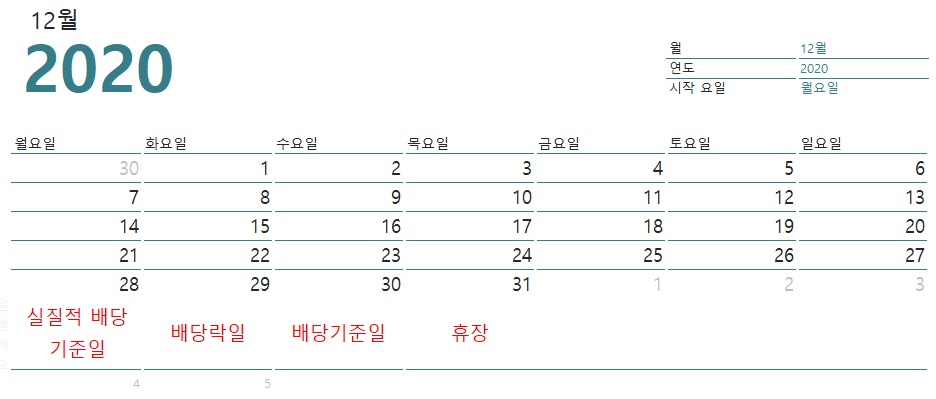 12월
2020
월 12월
연도 2020
시작 요일 월요일
월요일 화요일 수요일 목요일 금요일 토요일 일요일
30 1 2 3 4 5 6
7 8 9 10 11 12 13
14 15 16 17 18 19 20
21 22 23 24 25 26 27
28 29 30 31 1 2 3
실질적 배당
기준일 배당락일 배당기준일 휴장
4 5